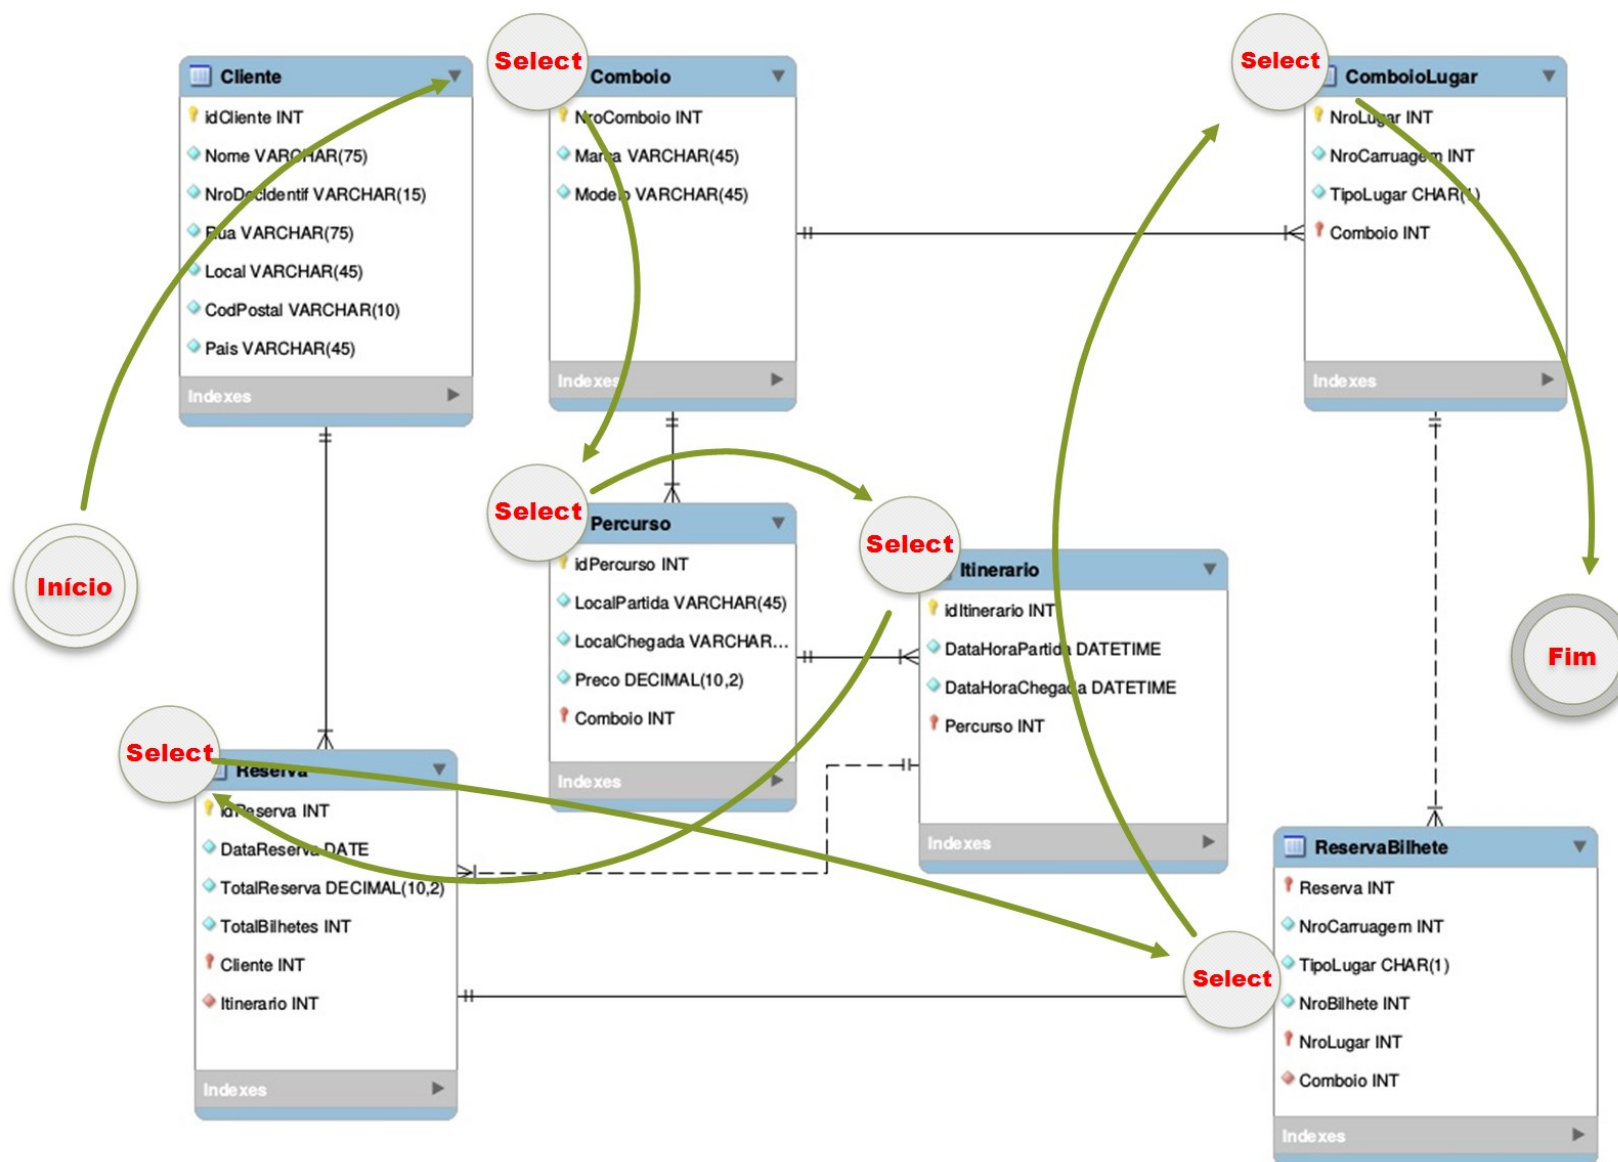 Select
Select
Cliente
Comboio
ComboioLugar
idCliente INT
Nome VARCHAR(75)
NroDocIdentif VARCHAR(15)
Rua VARCHAR(75)
Local VARCHAR(45)
CodPostal VARCHAR(10)
Pais VARCHAR(45)
Indexes
NroComboio INT
Marca VARCHAR(45)
Modelo VARCHAR(45)
Indexes
NroLugar INT
NroCarruagem INT
TipoLugar CHAR(1)
Comboio INT
Indexes
Início
Select
Percurso
idPercurso INT
LocalPartida VARCHAR(45)
LocalChegada VARCHAR...
Preco DECIMAL(10,2)
Comboio INT
Indexes
Select
Itinerario
idItinerario INT
DataHoraPartida DATETIME
DataHoraChegada DATETIME
Percurso INT
Indexes
Fim
Select
Reserva
idReserva INT
DataReserva DATE
TotalReserva DECIMAL(10,2)
TotalBilhetes INT
Cliente INT
Itinerario INT
Indexes
Select
ReservaBilhete
Reserva INT
NroCarruagem INT
TipoLugar CHAR(1)
NroBilhete INT
NroLugar INT
Comboio INT
Indexes